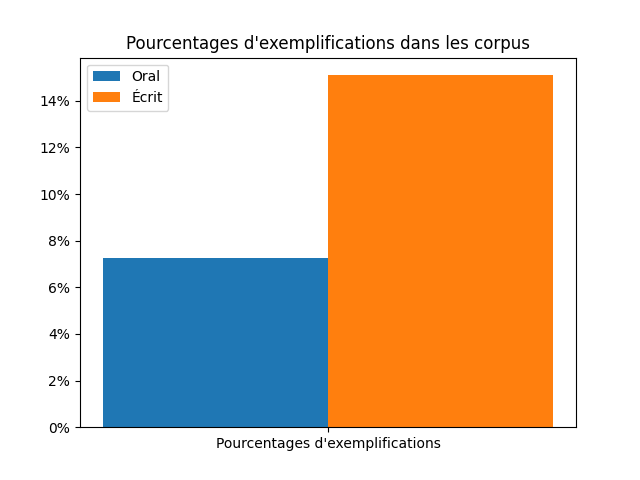 Pourcentages d'exemplifications dans les corpus
Oral
Écrit
14%
12%
10%
8%
6%
4%
2%
0%
Pourcentages d'exemplifications